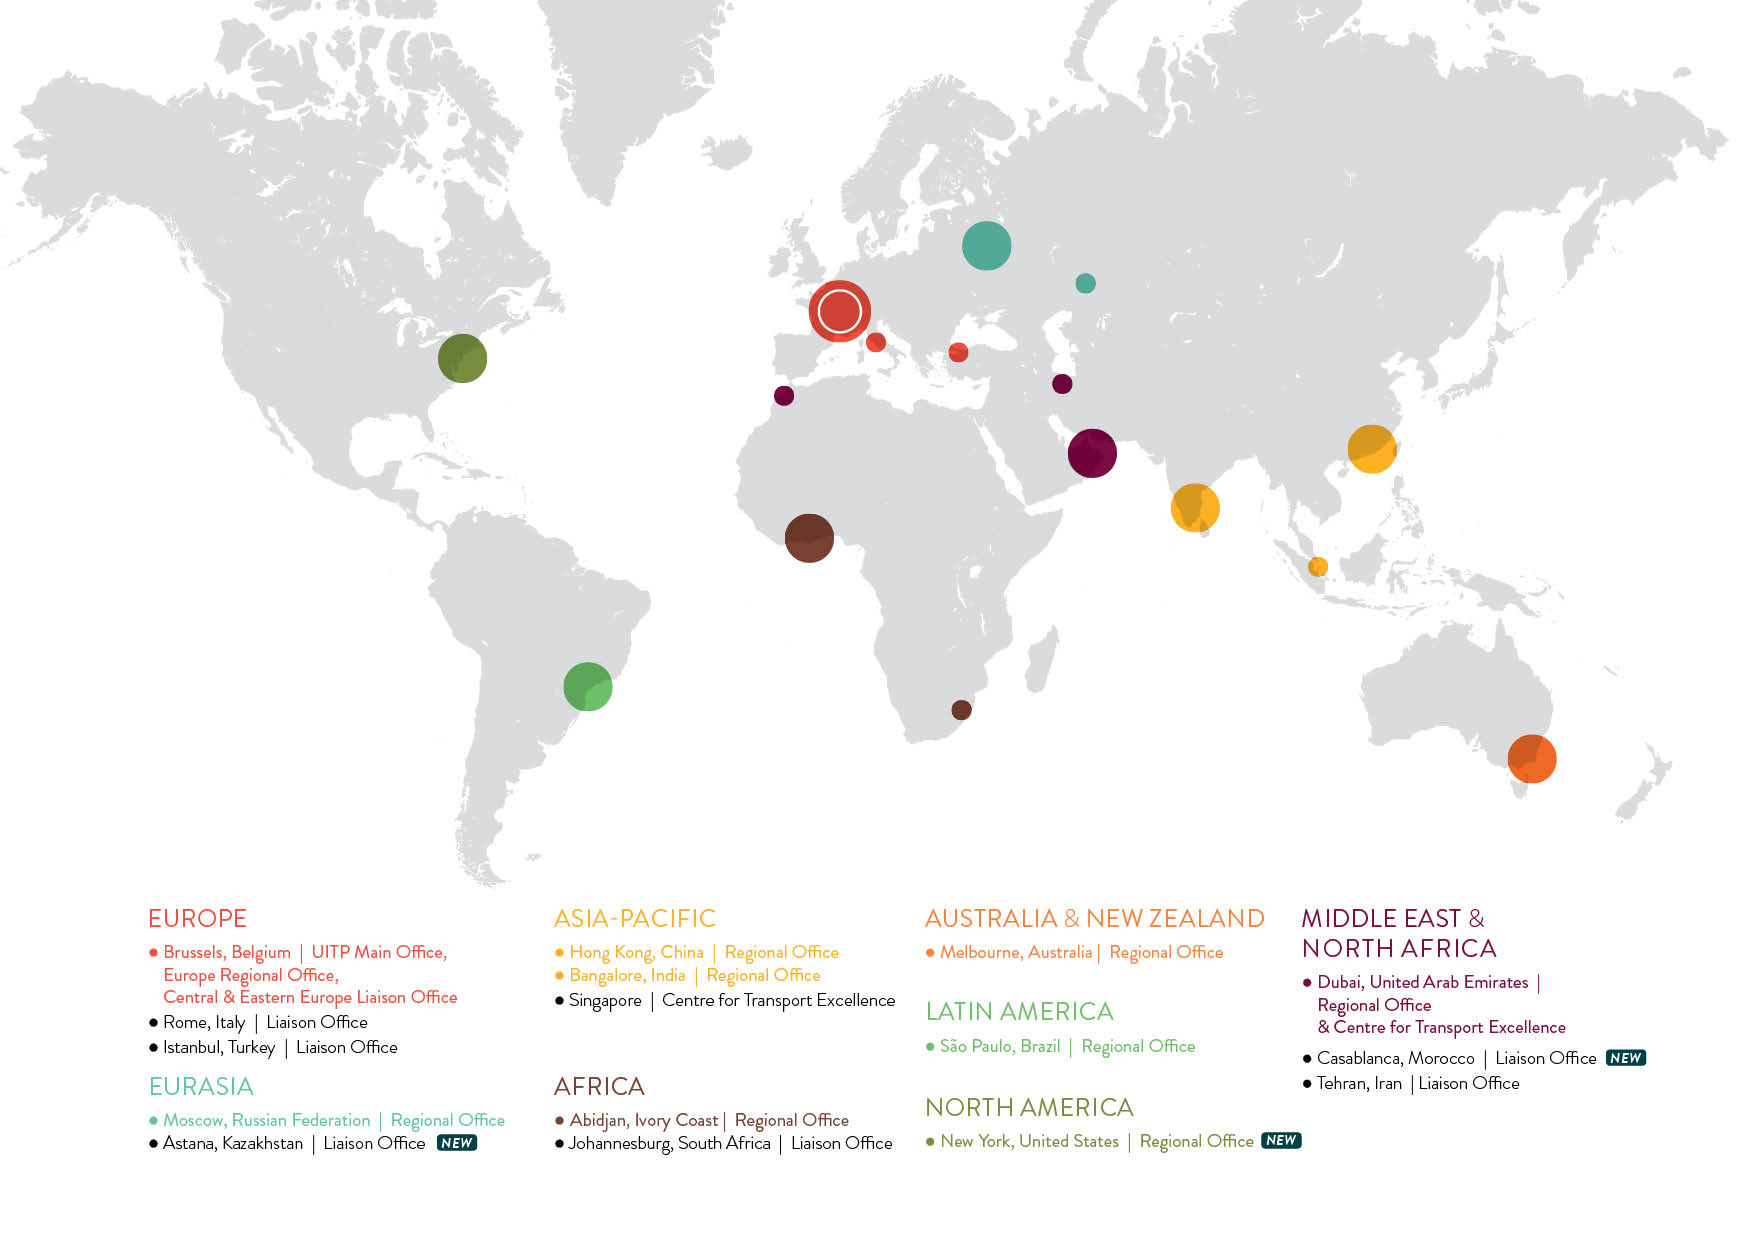 EUROPE
● Brussels, Belgium | UITP Main Office,
Europe Regional Office,
Central & Eastern Europe Liaison Office
● Rome, Italy | Liaison Office
● Istanbul, Turkey | Liaison Office
EURASIA
● Moscow, Russian Federation | Regional Office
● Astana, Kazakhstan | Liaison Office NEW
ASIA-PACIFIC
● Hong Kong, China | Regional Office
● Bangalore, India | Regional Office
● Singapore | Centre for Transport Excellence
AFRICA
● Abidjan, Ivory Coast | Regional Office
● Johannesburg, South Africa | Liaison Office
AUSTRALIA & NEW ZEALAND
● Melbourne, Australia | Regional Office
LATIN AMERICA
● São Paulo, Brazil | Regional Office
NORTH AMERICA
● New York, United States | Regional Office NEW
MIDDLE EAST &
NORTH AFRICA
● Dubai, United Arab Emirates |
Regional Office
& Centre for Transport Excellence
● Casablanca, Morocco | Liaison Office NEW
● Tehran, Iran | Liaison Office